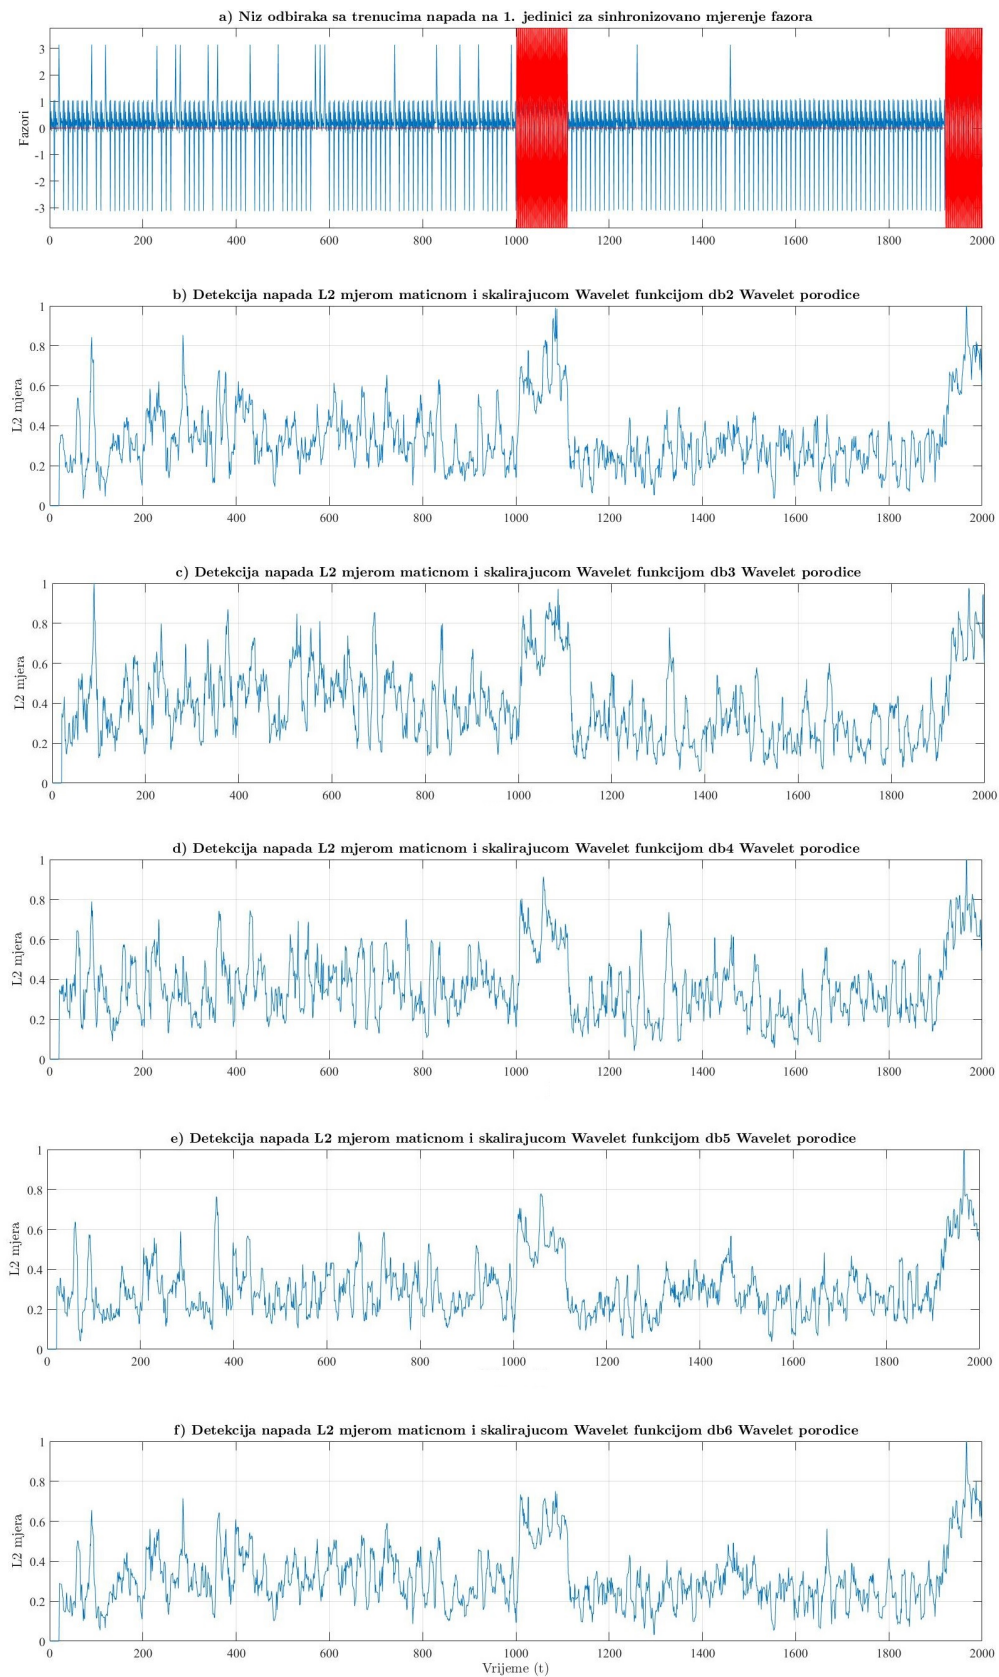 a) Niz odbiraka sa trenucima napada na 1. jedinici za sinhronizovano mjerenje fazora
Fazori
3
2
1
0
-1
-2
-3
0 200 400 600 800 1000 1200 1400 1600 1800 2000
b) Detekcija napada L2 mjerom maticnom i skalirajucom Wavelet funkcijom db2 Wavelet porodice
L2 mjera
1
0.8
0.6
0.4
0.2
0
0 200 400 600 800 1000 1200 1400 1600 1800 2000
c) Detekcija napada L2 mjerom maticnom i skalirajucom Wavelet funkcijom db3 Wavelet porodice
L2 mjera
1
0.8
0.6
0.4
0.2
0
0 200 400 600 800 1000 1200 1400 1600 1800 2000
d) Detekcija napada L2 mjerom maticnom i skalirajucom Wavelet funkcijom db4 Wavelet porodice
L2 mjera
1
0.8
0.6
0.4
0.2
0
0 200 400 600 800 1000 1200 1400 1600 1800 2000
e) Detekcija napada L2 mjerom maticnom i skalirajucom Wavelet funkcijom db5 Wavelet porodice
L2 mjera
1
0.8
0.6
0.4
0.2
0
0 200 400 600 800 1000 1200 1400 1600 1800 2000
f) Detekcija napada L2 mjerom maticnom i skalirajucom Wavelet funkcijom db6 Wavelet porodice
L2 mjera
1
0.8
0.6
0.4
0.2
0
0 200 400 600 800 1000 1200 1400 1600 1800 2000
Vrijeme (t)